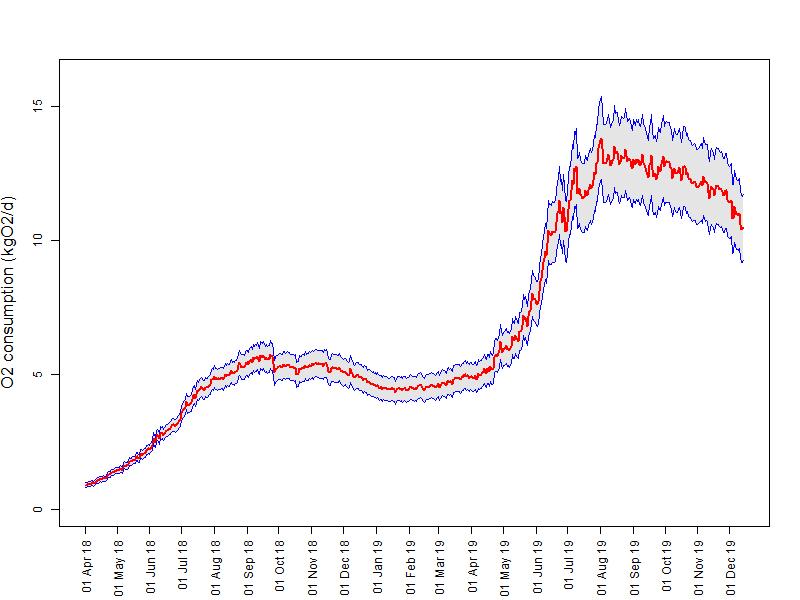 O2 consumption (kgO2/d)
15
10
5
0
01 Apr 18
01 May 18
01 Jun 18
01 Jul 18
01 Aug 18
01 Sep 18
01 Oct 18
01 Nov 18
01 Dec 18
01 Jan 19
01 Feb 19
01 Mar 19
01 Apr 19
01 May 19
01 Jun 19
01 Jul 19
01 Aug 19
01 Sep 19
01 Oct 19
01 Nov 19
01 Dec 19